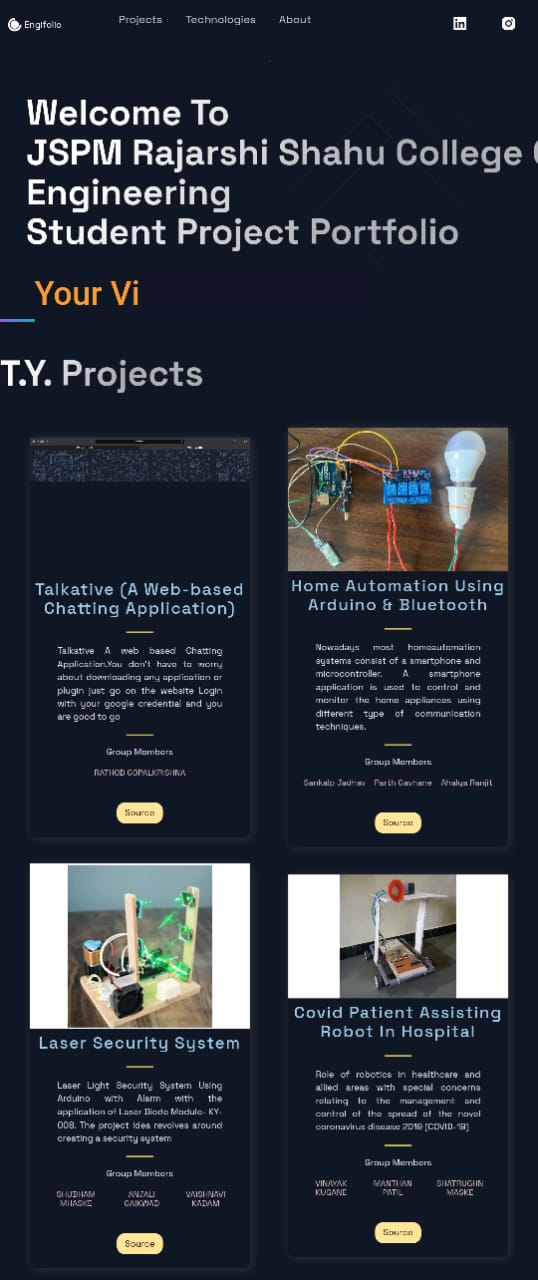 Engifolio
Projects Technologies About
Welcome To
JSPM Rajarshi Shahu College
Engineering
Student Project Portfolio
Your Vi
T.Y. Projects
Talkative (A Web-based
Chatting Application)
Talkative A web based Chatting
Application.You don't have to worry
about downloading any application or
plugin just go on the website Login
with your google credential and you
are good to go
Group Members
RATHOD GOPALKRISHNA
Source
Home Automation Using
Arduino & Bluetooth
Nowadays most homeautomation
systems consist of a smartphone and
microcontroller. A smartphone
application is used to control and
monitor the home appliances using
different type of communication
techniques.
Group Members
Sankalp Jadhav Parth Gavhane Ahalya Ranjit
Source
Laser Security System
Laser Light Security System Using
Arduino with Alarm with the
application of Laser Diode Module- KY-
008. The project idea revolves around
creating a security system
Group Members
SHUBHAM ANJALI VAISHNAVI
MHASKE GAIKWAD KADAM
Source
Covid Patient Assisting
Robot In Hospital
Role of robotics in healthcare and
allied areas with special concerns
relating to the management and
control of the spread of the novel
coronavirus disease 2019 (COVID-19)
Group Members
VINAYAK MANTHAN SHATRUGHN
KUGANE PATIL MASKE
Source